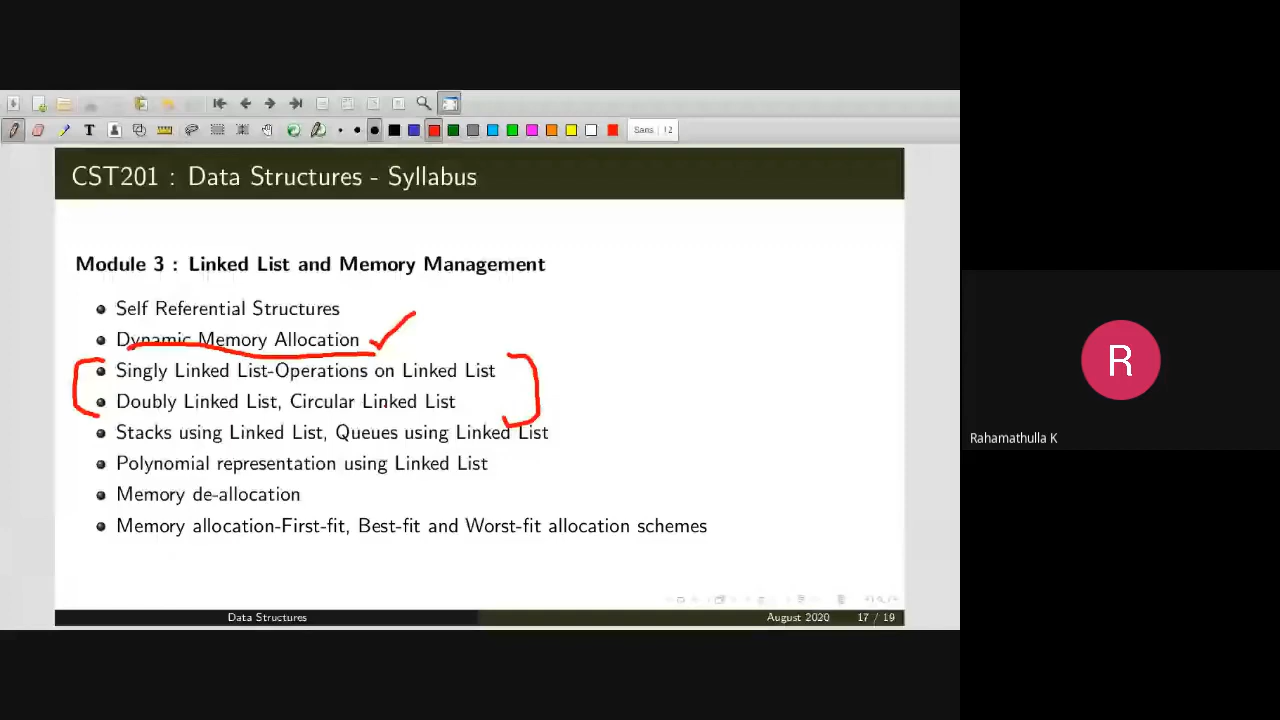 T
Sans 12
CST201 : Data Structures - Syllabus
Module 3 : Linked List and Memory Management
Self Referential Structures
Dynamic Memory Allocation
Singly Linked List-Operations on Linked List
Doubly Linked List, Circular Linked List
Stacks using Linked List, Queues using Linked List
Polynomial representation using Linked List
Memory de-allocation
Memory allocation-First-fit, Best-fit and Worst-fit allocation schemes
Data Structures
August 2020
17 / 19
R
Rahamathulla K